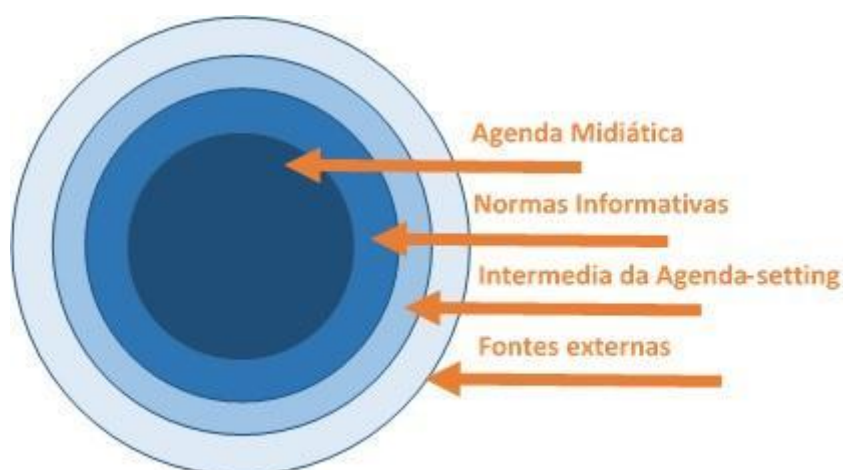 Agenda Midiática
Normas Informativas
Intermedia da Agenda-setting
Fontes externas